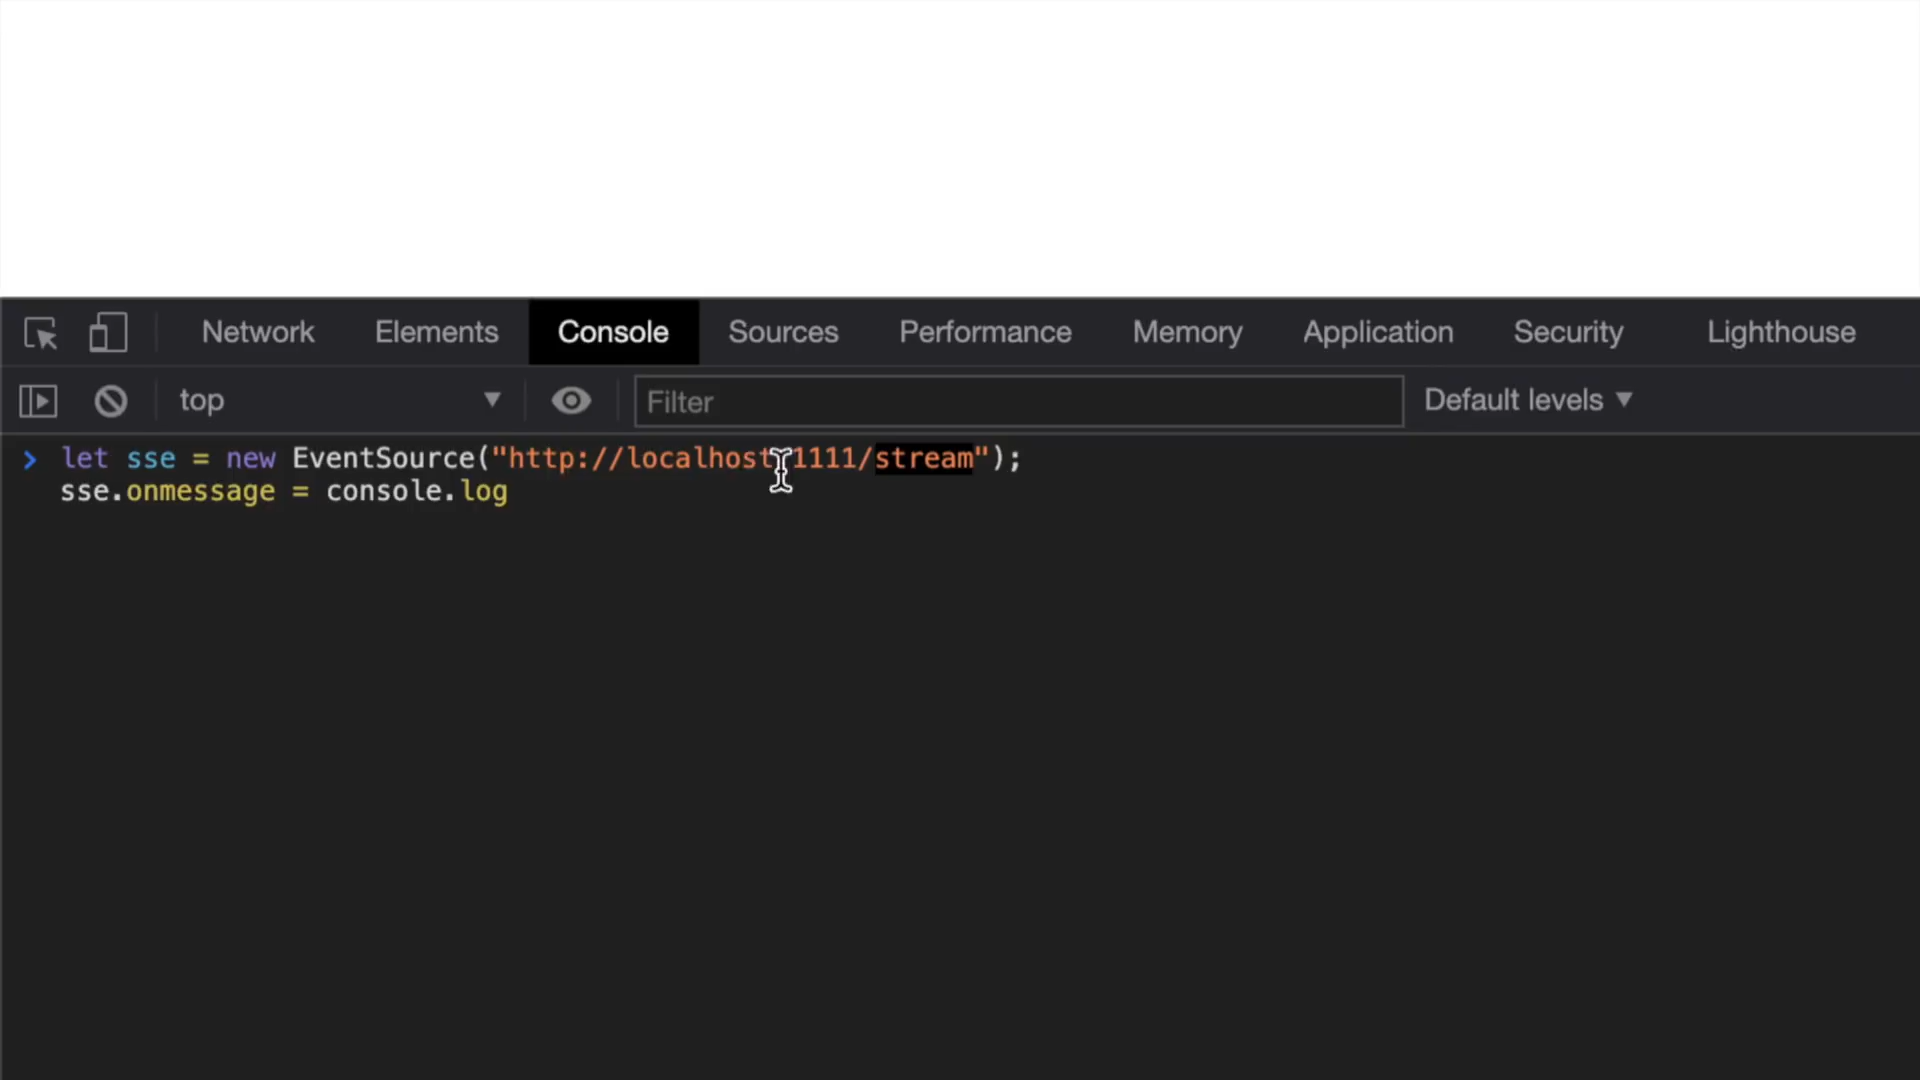 Network Elements Console Sources Performance Memory Application Security Lighthouse
top Filter Default levels
let sse = new EventSource("http://localhost:1111/stream");
sse.onmessage = console.log